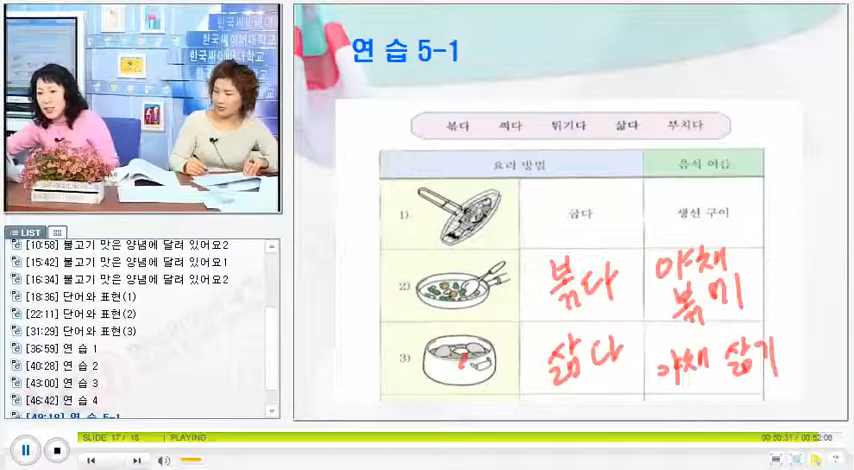 한국싸이버대
한국싸이버대학교
한국싸이버대학교
연 습 5-1
볶다 찌다 튀기다 삶다 부치다
요리 방법 음식 이름
1) 굽다 생선 구이
2) 볶다 야채 볶기
3) 삶다 야채 삶기
LIST
[10:58] 불고기 맛은 양념에 달려 있어요2
[15:42] 불고기 맛은 양념에 달려 있어요1
[16:34] 불고기 맛은 양념에 달려 있어요2
[18:36] 단어와 표현(1)
[22:11] 단어와 표현(2)
[31:29] 단어와 표현(3)
[36:59] 연 습 1
[40:28] 연 습 2
[43:00] 연 습 3
[46:42] 연 습 4
[49:18] 연 습 5-1
SLIDE 17 / 18 PLAYING...
00:50:31 / 00:52:06